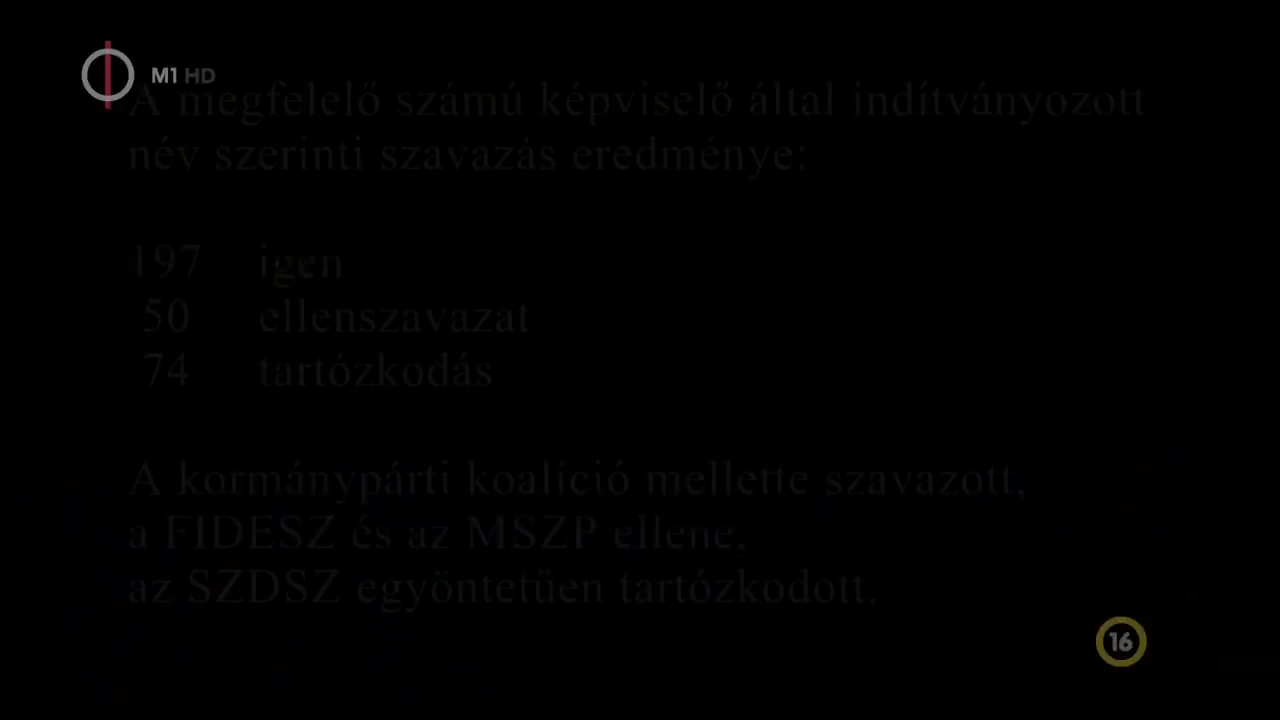 M1 HD
A megfelelő számú képviselő által indítványozott
név szerinti szavazás eredménye:
197 igen
50 ellenszavazat
74 tartózkodás
A kormánypárti koalíció mellette szavazott,
a FIDESZ és az MSZP ellene,
az SZDSZ egyöntetűen tartózkodott.
16